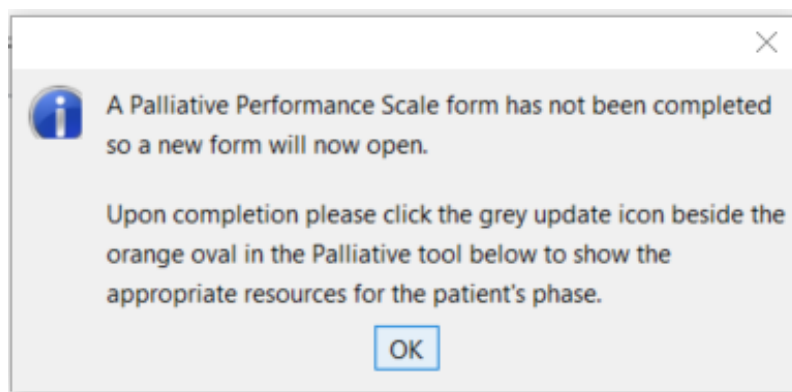 A Palliative Performance Scale form has not been completed
so a new form will now open.
Upon completion please click the grey update icon beside the
orange oval in the Palliative tool below to show the
appropriate resources for the patient's phase.
OK